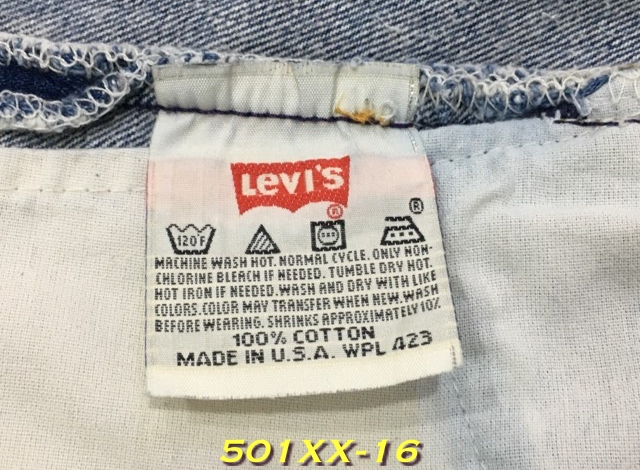 LEVI'S
®
®
120°F
MACHINE WASH HOT. NORMAL CYCLE. ONLY NON-
CHLORINE BLEACH IF NEEDED. TUMBLE DRY HOT.
HOT IRON IF NEEDED. WASH AND DRY WITH LIKE
COLORS. COLOR MAY TRANSFER WHEN NEW. WASH
BEFORE WEARING. SHRINKS APPROXIMATELY 10%
100% COTTON
MADE IN U.S.A. WPL 423
501XX-16